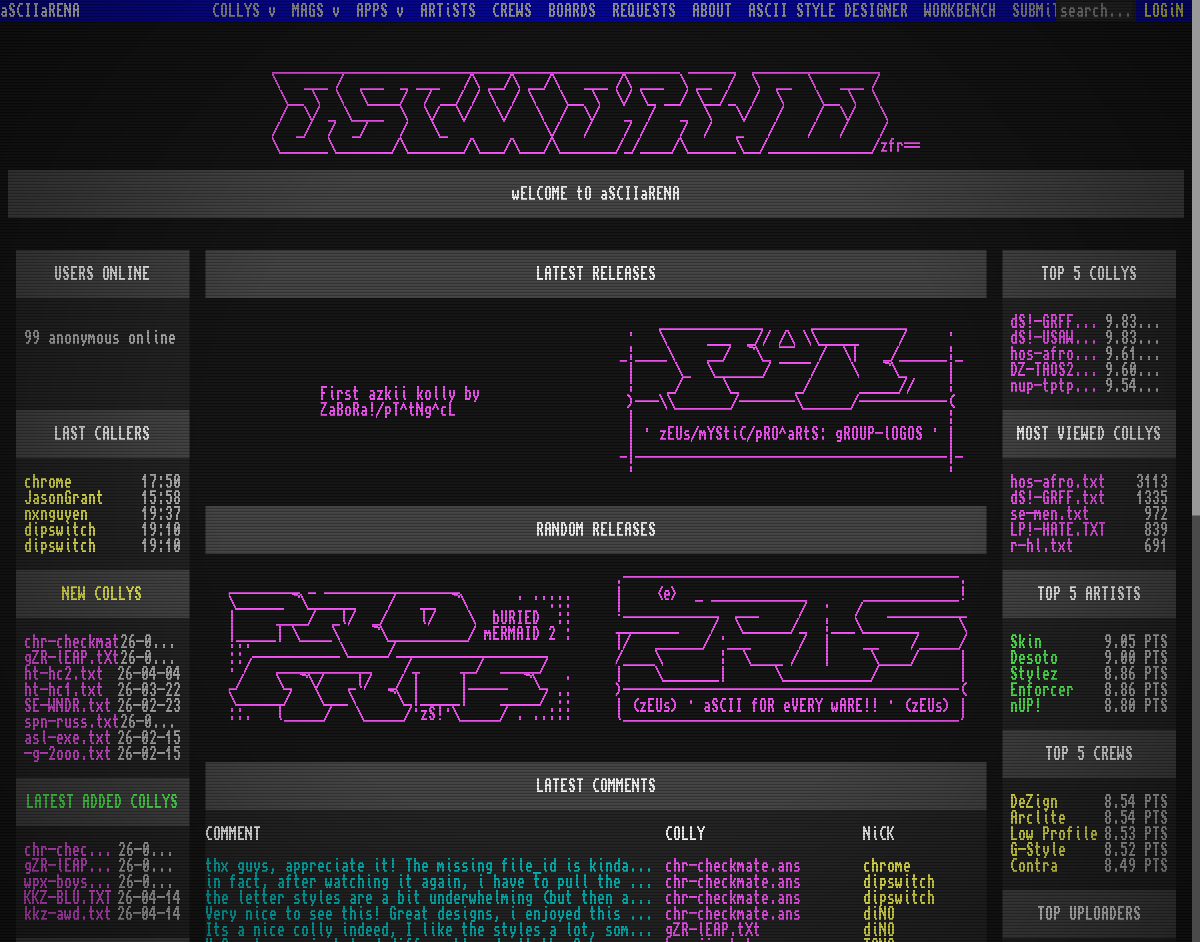 aSCIIaRENA COLLYS v MAGS v APPS v ARTiSTS CREWS BOARDS REQUESTS ABOUT ASCII STYLE DESIGNER WORKBENCH SUBMiT search... LOGiN
zfr==
wELCOME tO aSCIIaRENA
USERS ONLINE
99 anonymous online
LAST CALLERS
chrome 17:50
JasonGrant 15:58
nxnguyen 19:37
dipswitch 19:10
dipswitch 19:10
NEW COLLYS
chr-checkmat26-0...
gZR-lEAP.tXt26-0...
ht-hc2.txt 26-04-04
ht-hc1.txt 26-03-22
SE-WNDR.txt 26-02-23
spn-russ.txt26-0...
asl-exe.txt 26-02-15
-g-2ooo.txt 26-02-15
LATEST ADDED COLLYS
chr-chec... 26-0...
gZR-lEAP... 26-0...
wpx-boys... 26-0...
KKZ-BLU.TXT 26-04-14
kkz-awd.txt 26-04-14
LATEST RELEASES
First azkii kolly by
ZaBoRa!/pT^tNg^cL
' zEUs/mYStiC/pRO^aRtS: gROUP-lOGOS '
RANDOM RELEASES
bURIED
mERMAID 2
'zS!'
(e)
(zEUs) ' aSCII fOR eVERY wARE!! ' (zEUs)
LATEST COMMENTS
COMMENT COLLY NiCK
thx guys, appreciate it! The missing file_id is kinda... chr-checkmate.ans chrome
in fact, after watching it again, i have to pull the ... chr-checkmate.ans dipswitch
the letter styles are a bit underwhelming (but then a... chr-checkmate.ans dipswitch
Very nice to see this! Great designs, i enjoyed this ... chr-checkmate.ans diNO
Its a nice colly indeed, I like the styles a lot, som... gZR-lEAP.tXt diNO
TOP 5 COLLYS
dS!-GRFF... 9.83...
dS!-USAW... 9.83...
hos-afro... 9.61...
DZ-TAOS2... 9.60...
nup-tptp... 9.54...
MOST VIEWED COLLYS
hos-afro.txt 3113
dS!-GRFF.txt 1335
se-men.txt 972
LP!-HATE.TXT 839
r-hl.txt 691
TOP 5 ARTISTS
Skin 9.05 PTS
Desoto 9.00 PTS
Stylez 8.86 PTS
Enforcer 8.86 PTS
nUP! 8.80 PTS
TOP 5 CREWS
DeZign 8.54 PTS
Arclite 8.54 PTS
Low Profile 8.53 PTS
G-Style 8.52 PTS
Contra 8.49 PTS
TOP UPLOADERS